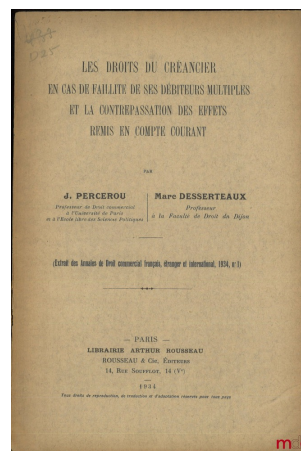 LES DROITS DU CRÉANCIER
EN CAS DE FAILLITE DE SES DÉBITEURS MULTIPLES
ET LA CONTREPASSATION DES EFFETS
REMIS EN COMPTE COURANT
PAR
J. PERCEROU
Professeur de Droit commercial
à l'Université de Paris
et à l'École libre des Sciences Politiques
Marc DESSERTEAUX
Professeur
à la Faculté de Droit du Dijon
(Extrait des Annales de Droit commercial français, étranger et international, 1934, n° 1)
— PARIS —
LIBRAIRIE ARTHUR ROUSSEAU
ROUSSEAU & Cie, ÉDITEURS
14, RUE SOUFFLOT, 14 (Ve)
1934
Tous droits de reproduction, de traduction et d'adaptation réservés pour tous pays